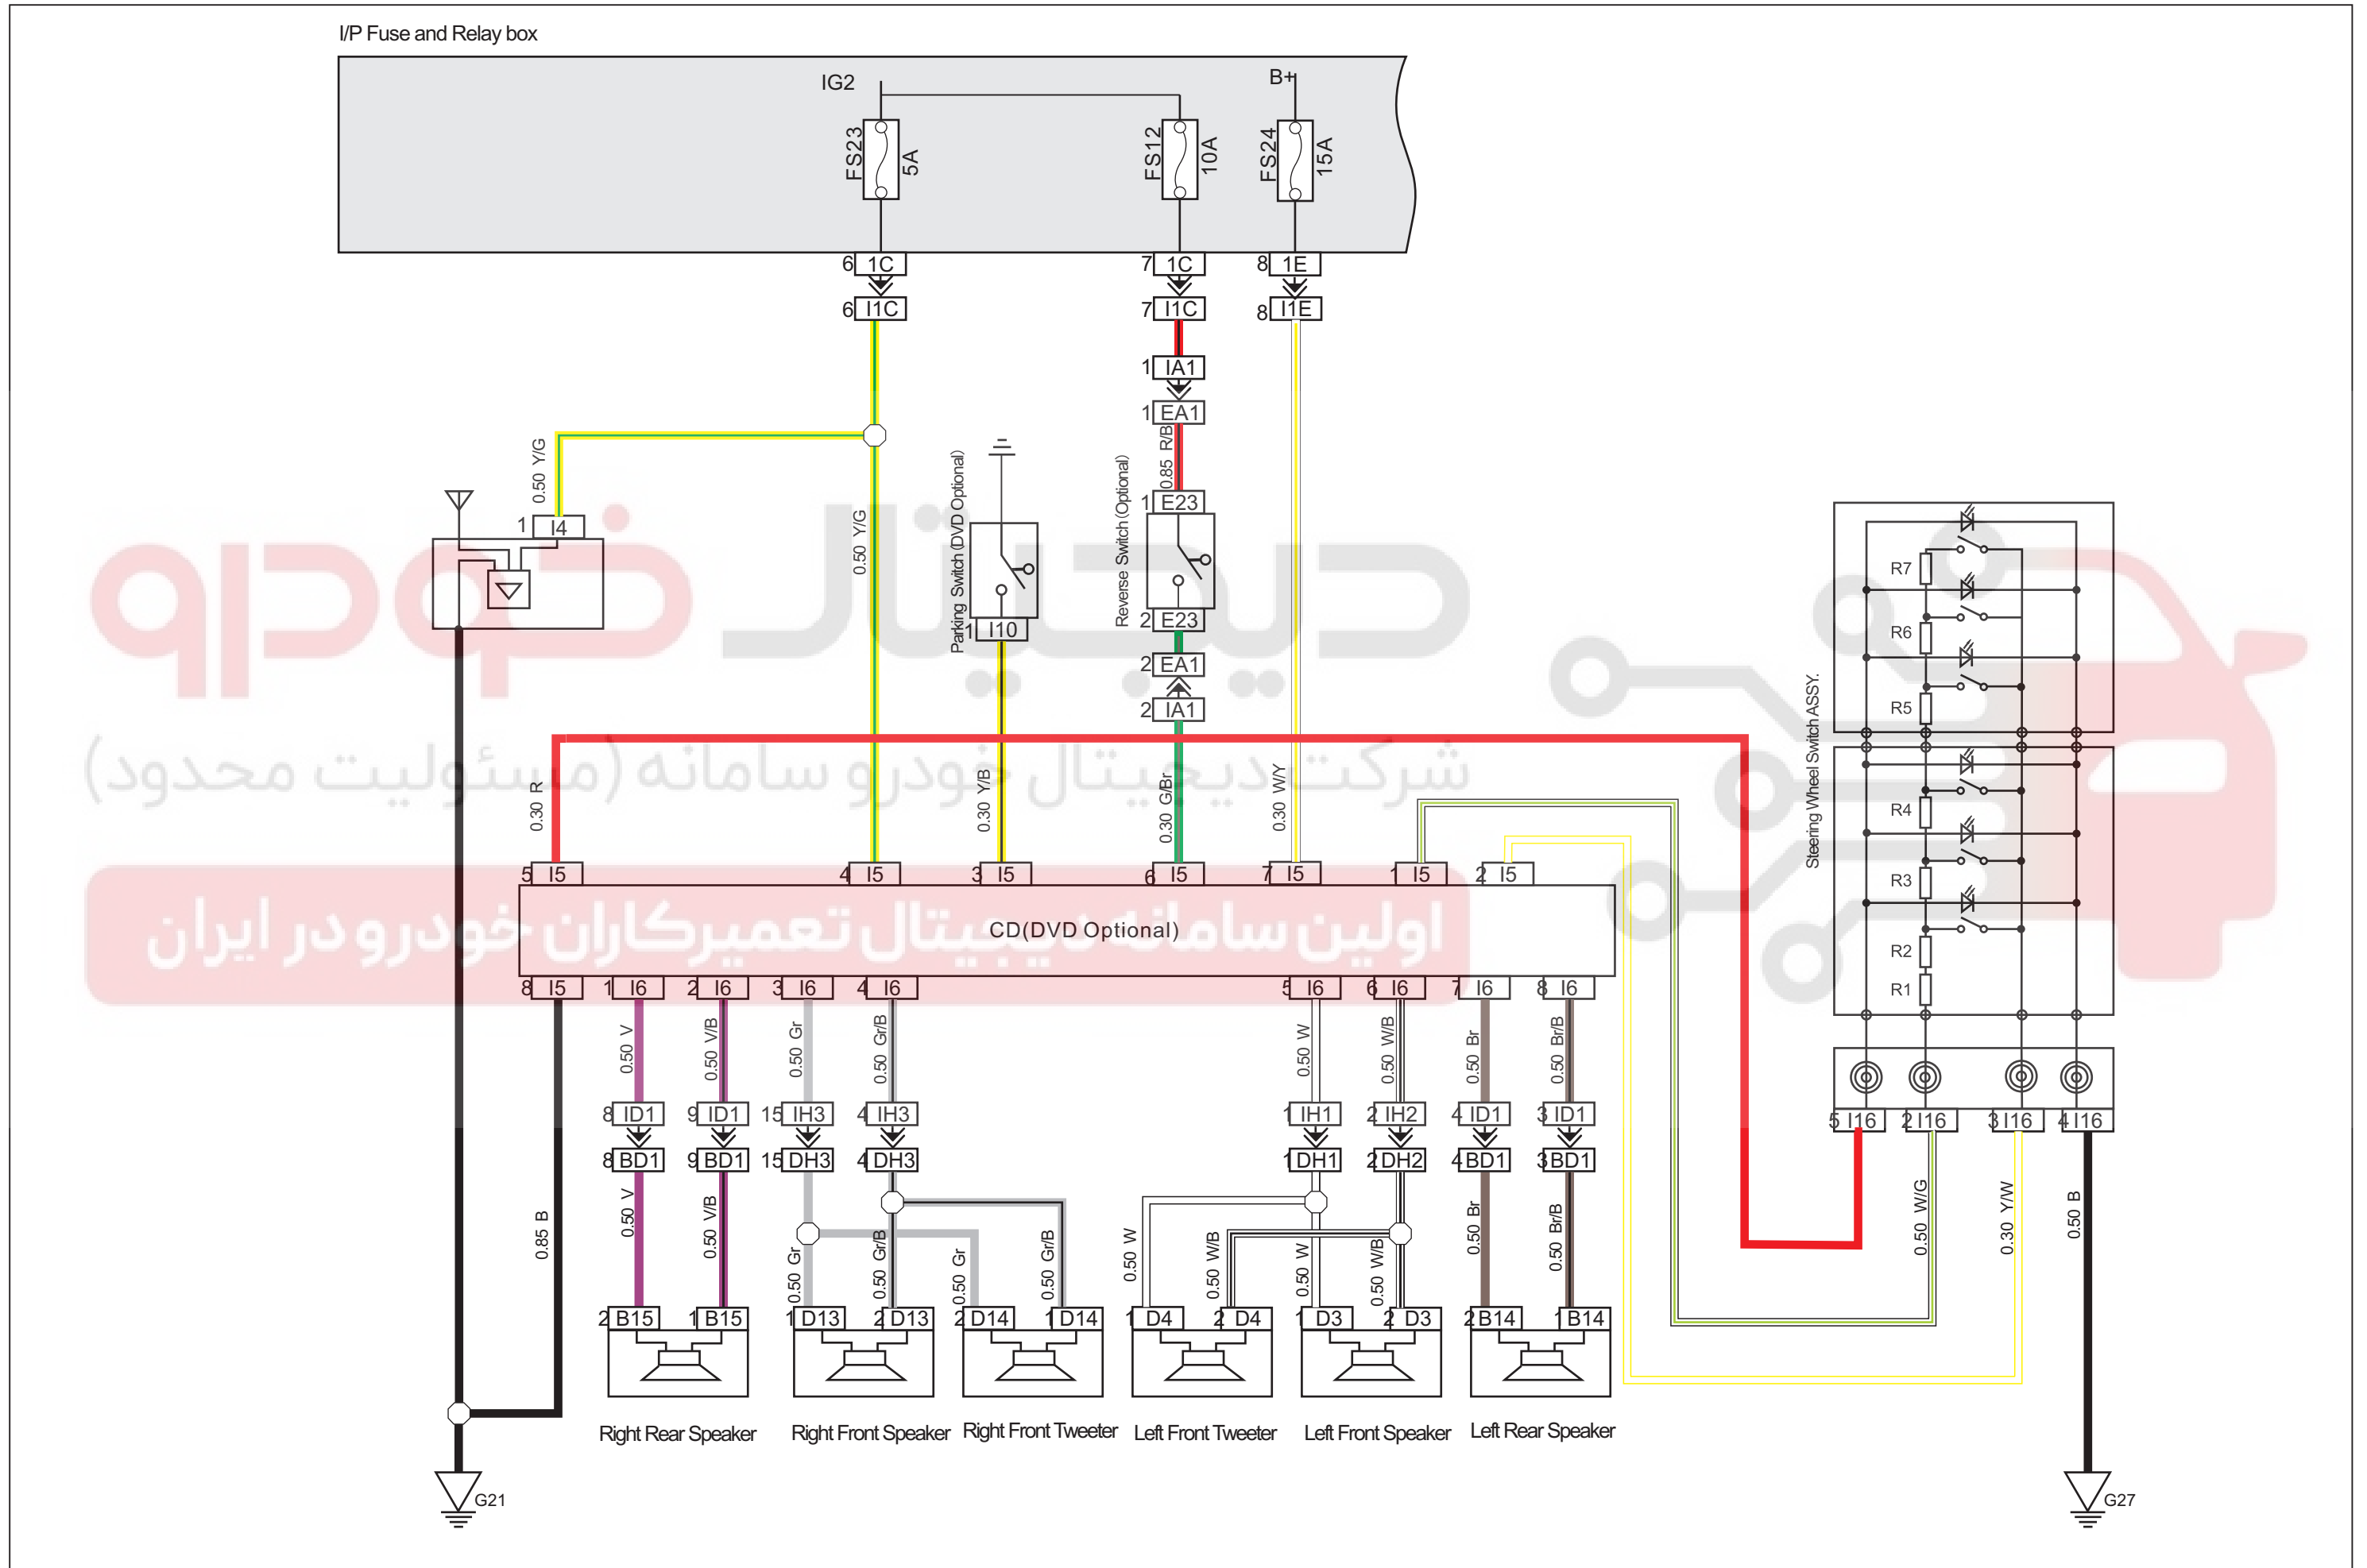 I/P Fuse and Relay box
IG2
B+
FS23
5A
FS12
10A
FS24
15A
6 1C
7 1C
8 1E
6 I1C
7 I1C
8 I1E
1 IA1
1 EA1
0.85 R/B
0.50 Y/G
1 I4
0.50 Y/G
Parking Switch (DVD Optional)
1 I10
Reverse Switch (Optional)
1 E23
2 E23
2 EA1
2 IA1
دیجیتال خودرو
شرکت دیجیتال خودرو سامانه (مسئولیت محدود)
اولین سامانه دیجیتال تعمیرکاران خودرو در ایران
0.30 R
0.30 Y/B
0.30 G/Br
0.30 W/Y
5 I5
4 I5
3 I5
6 I5
7 I5
1 I5
2 I5
CD(DVD Optional)
8 I5
1 I6
2 I6
3 I6
4 I6
5 I6
6 I6
7 I6
8 I6
0.50 V
0.50 V/B
0.50 Gr
0.50 Gr/B
0.50 W
0.50 W/B
0.50 Br
0.50 Br/B
8 ID1
9 ID1
15 IH3
4 IH3
1 IH1
2 IH2
4 ID1
3 ID1
8 BD1
9 BD1
15 DH3
4 DH3
1 DH1
2 DH2
4 BD1
3 BD1
0.85 B
0.50 V
0.50 V/B
0.50 Gr
0.50 Gr/B
0.50 Gr
0.50 Gr/B
0.50 W
0.50 W/B
0.50 W
0.50 W/B
0.50 Br
0.50 Br/B
2 B15
1 B15
1 D13
2 D13
2 D14
1 D14
1 D4
2 D4
1 D3
2 D3
2 B14
1 B14
Right Rear Speaker
Right Front Speaker
Right Front Tweeter
Left Front Tweeter
Left Front Speaker
Left Rear Speaker
G21
Steering Wheel Switch ASSY.
R7
R6
R5
R4
R3
R2
R1
5 I16
2 I16
3 I16
4 I16
0.50 W/G
0.30 Y/W
0.50 B
G27